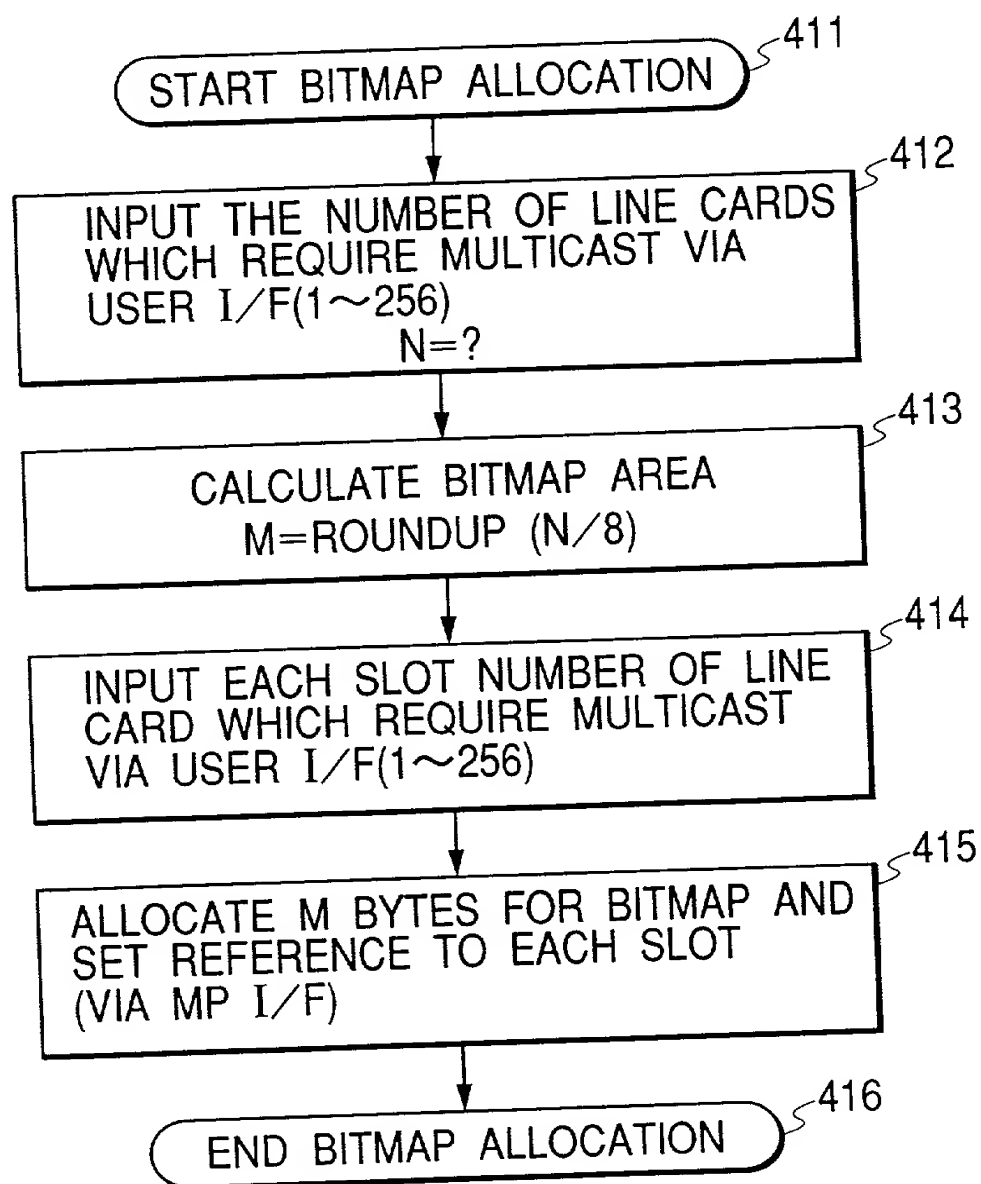 411
START BITMAP ALLOCATION
412
INPUT THE NUMBER OF LINE CARDS
WHICH REQUIRE MULTICAST VIA
USER I/F(1～256)
N=?
413
CALCULATE BITMAP AREA
M=ROUNDUP (N/8)
414
INPUT EACH SLOT NUMBER OF LINE
CARD WHICH REQUIRE MULTICAST
VIA USER I/F(1～256)
415
ALLOCATE M BYTES FOR BITMAP AND
SET REFERENCE TO EACH SLOT
(VIA MP I/F)
416
END BITMAP ALLOCATION